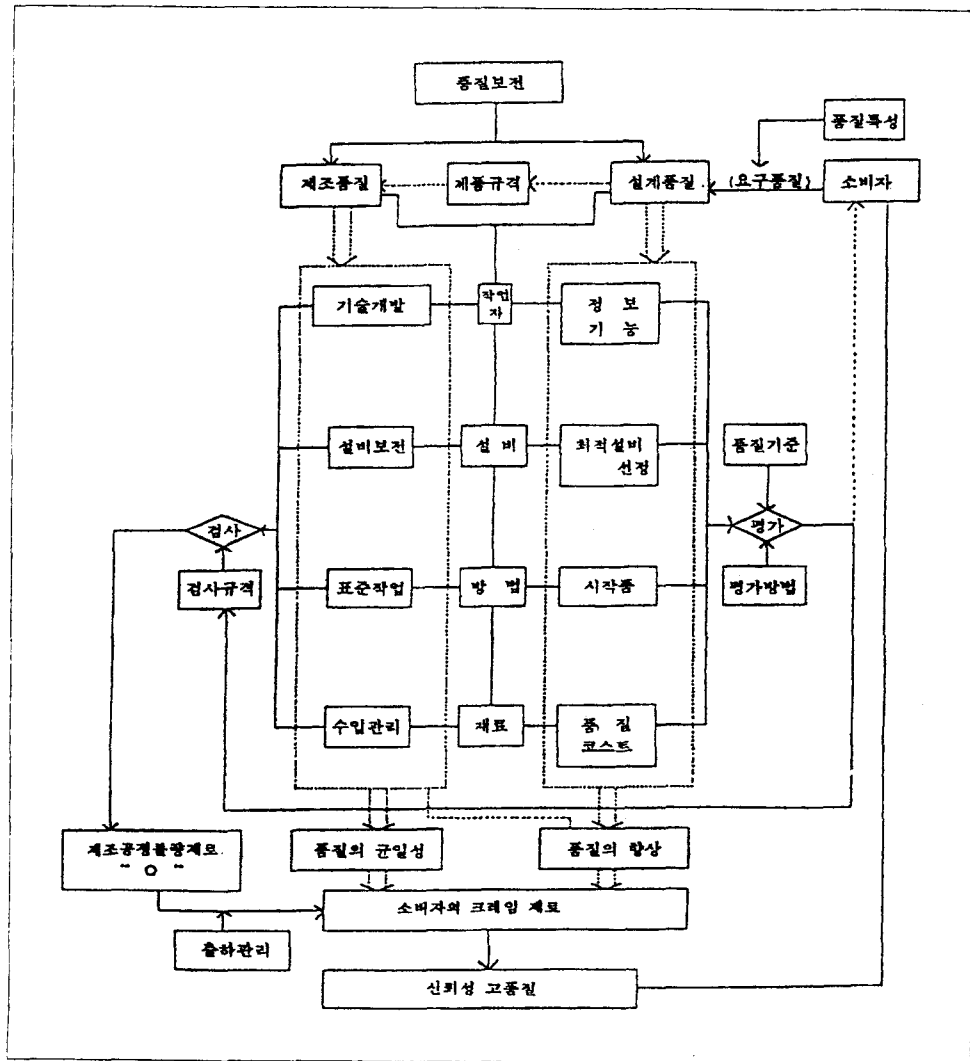 품질보전
품질특성
제조품질
제품규격
설계품질
(요구품질)
소비자
기술개발
작업
자
정 보
기 능
설비보전
설 비
최적설비
선정
품질기준
검사
평가
검사규격
표준작업
방 법
시작품
평가방법
수입관리
재료
품 질
코스트
제조공정불량제로
" O "
품질의 균일성
품질의 향상
소비자의 크레임 제로
출하관리
신뢰성 고품질